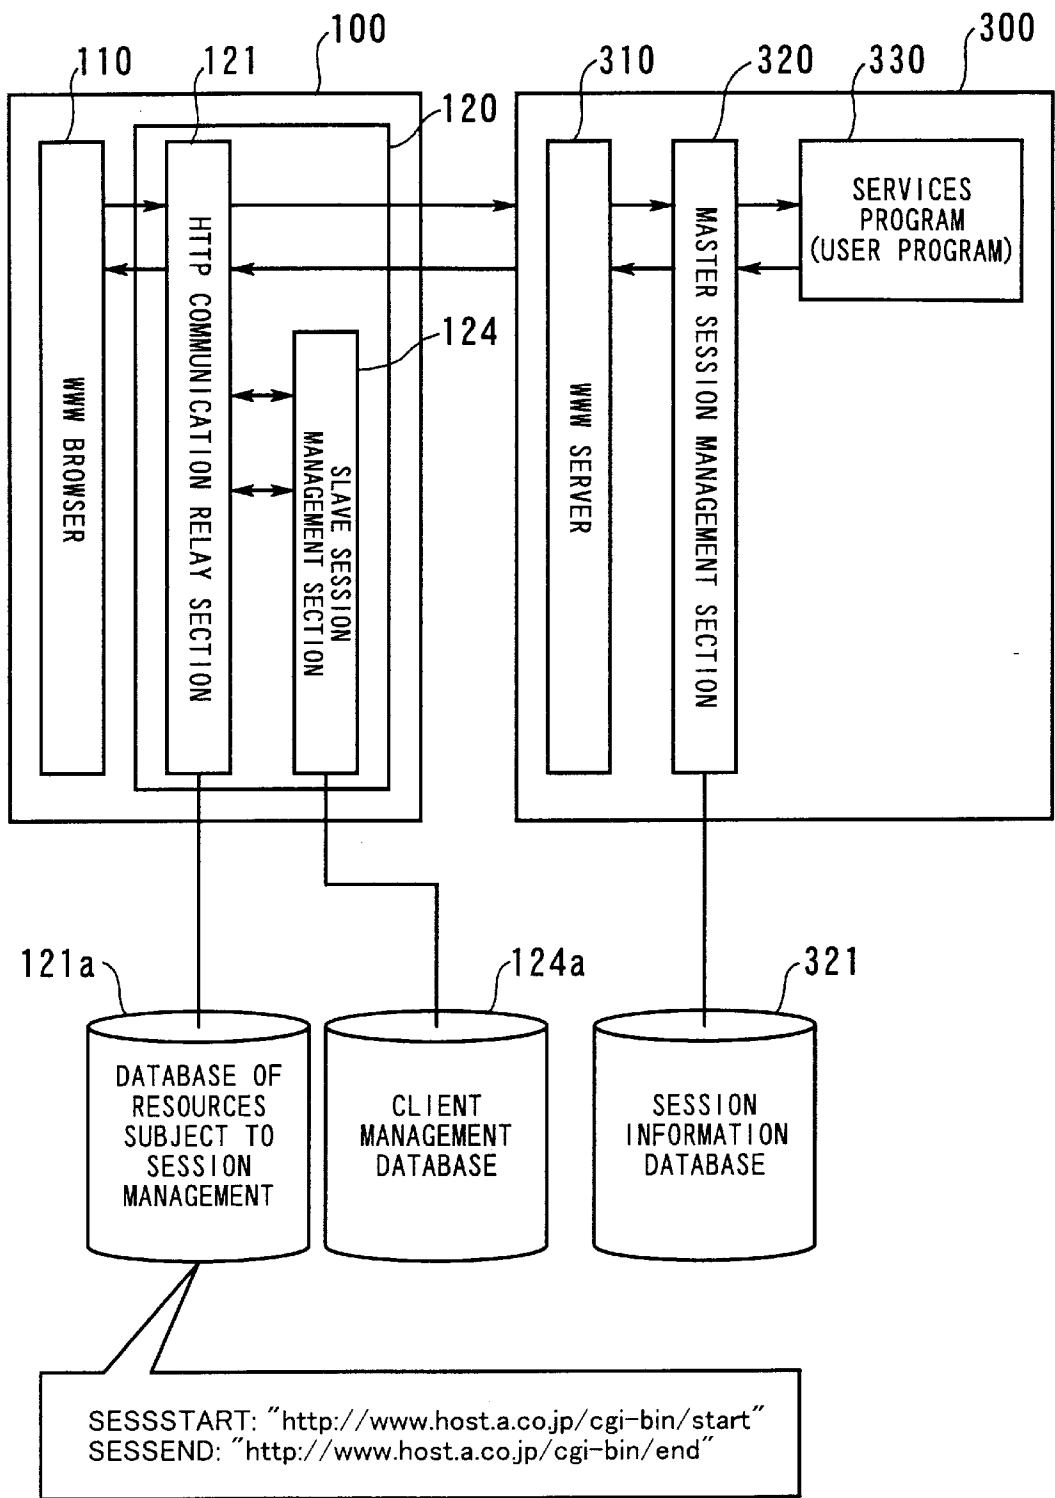 100
300
110
121
310
320
330
120
SERVICES
PROGRAM
(USER PROGRAM)
WWW BROWSER
HTTP COMMUNICATION RELAY SECTION
124
SLAVE SESSION
MANAGEMENT SECTION
WWW SERVER
MASTER SESSION MANAGEMENT SECTION
121a
124a
321
DATABASE OF
RESOURCES
SUBJECT TO
SESSION
MANAGEMENT
CLIENT
MANAGEMENT
DATABASE
SESSION
INFORMATION
DATABASE
SESSSTART: "http://www.host.a.co.jp/cgi-bin/start"
SESSEND: "http://www.host.a.co.jp/cgi-bin/end"